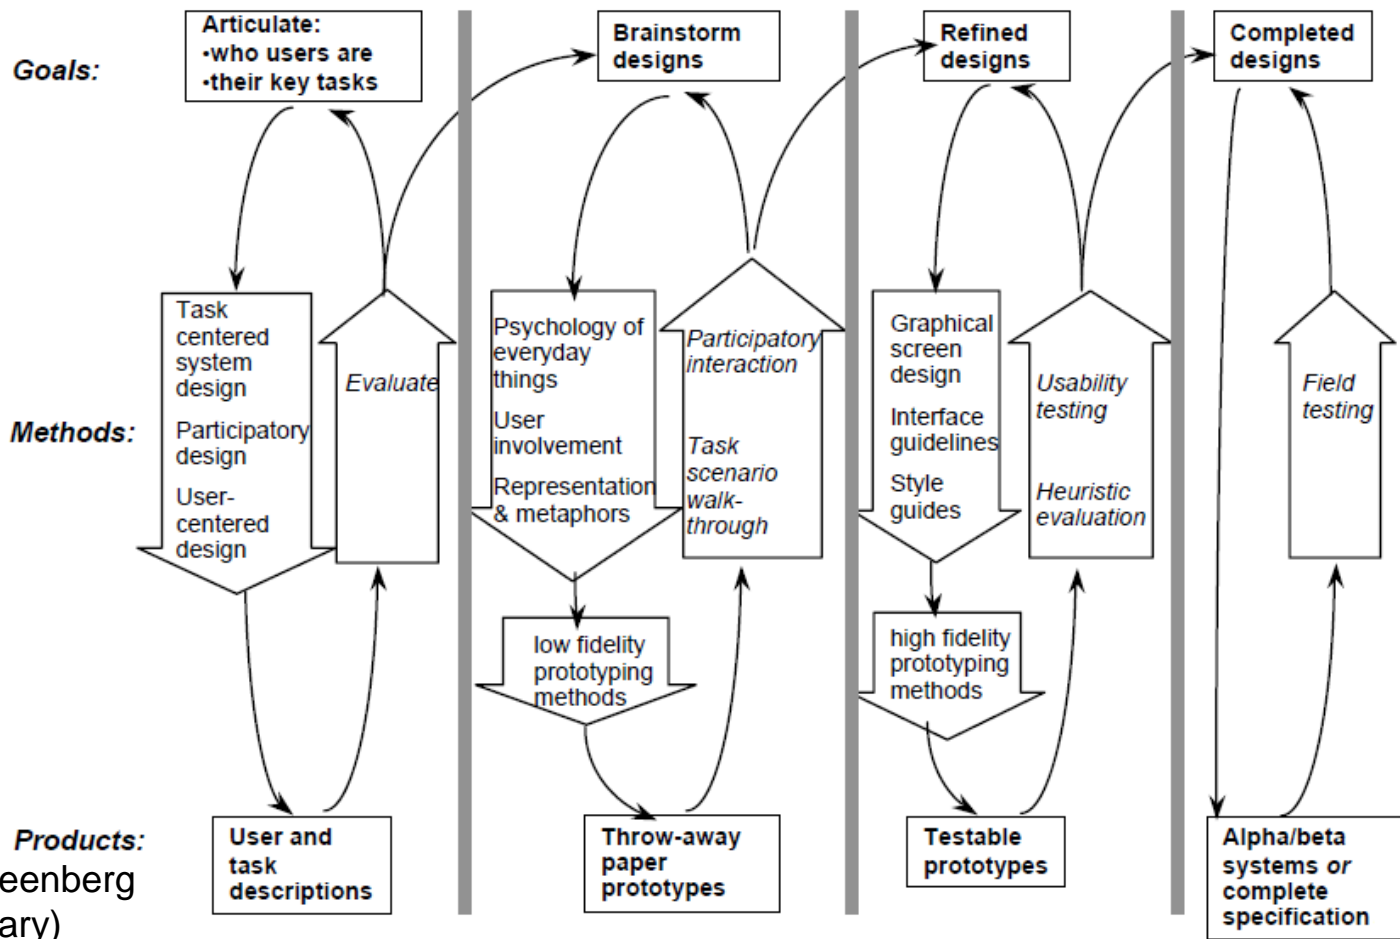 Goals:
Articulate:
•who users are
•their key tasks
Brainstorm
designs
Refined
designs
Completed
designs
Methods:
Task
centered
system
design
Participatory
design
User-
centered
design
Evaluate
Psychology of
everyday
things
User
involvement
Representation
& metaphors
low fidelity
prototyping
methods
Participatory
interaction
Task
scenario
walk-
through
Graphical
screen
design
Interface
guidelines
Style
guides
high fidelity
prototyping
methods
Usability
testing
Heuristic
evaluation
Field
testing
Products:
User and
task
descriptions
Throw-away
paper
prototypes
Testable
prototypes
Alpha/beta
systems or
complete
specification
eenberg
ary)